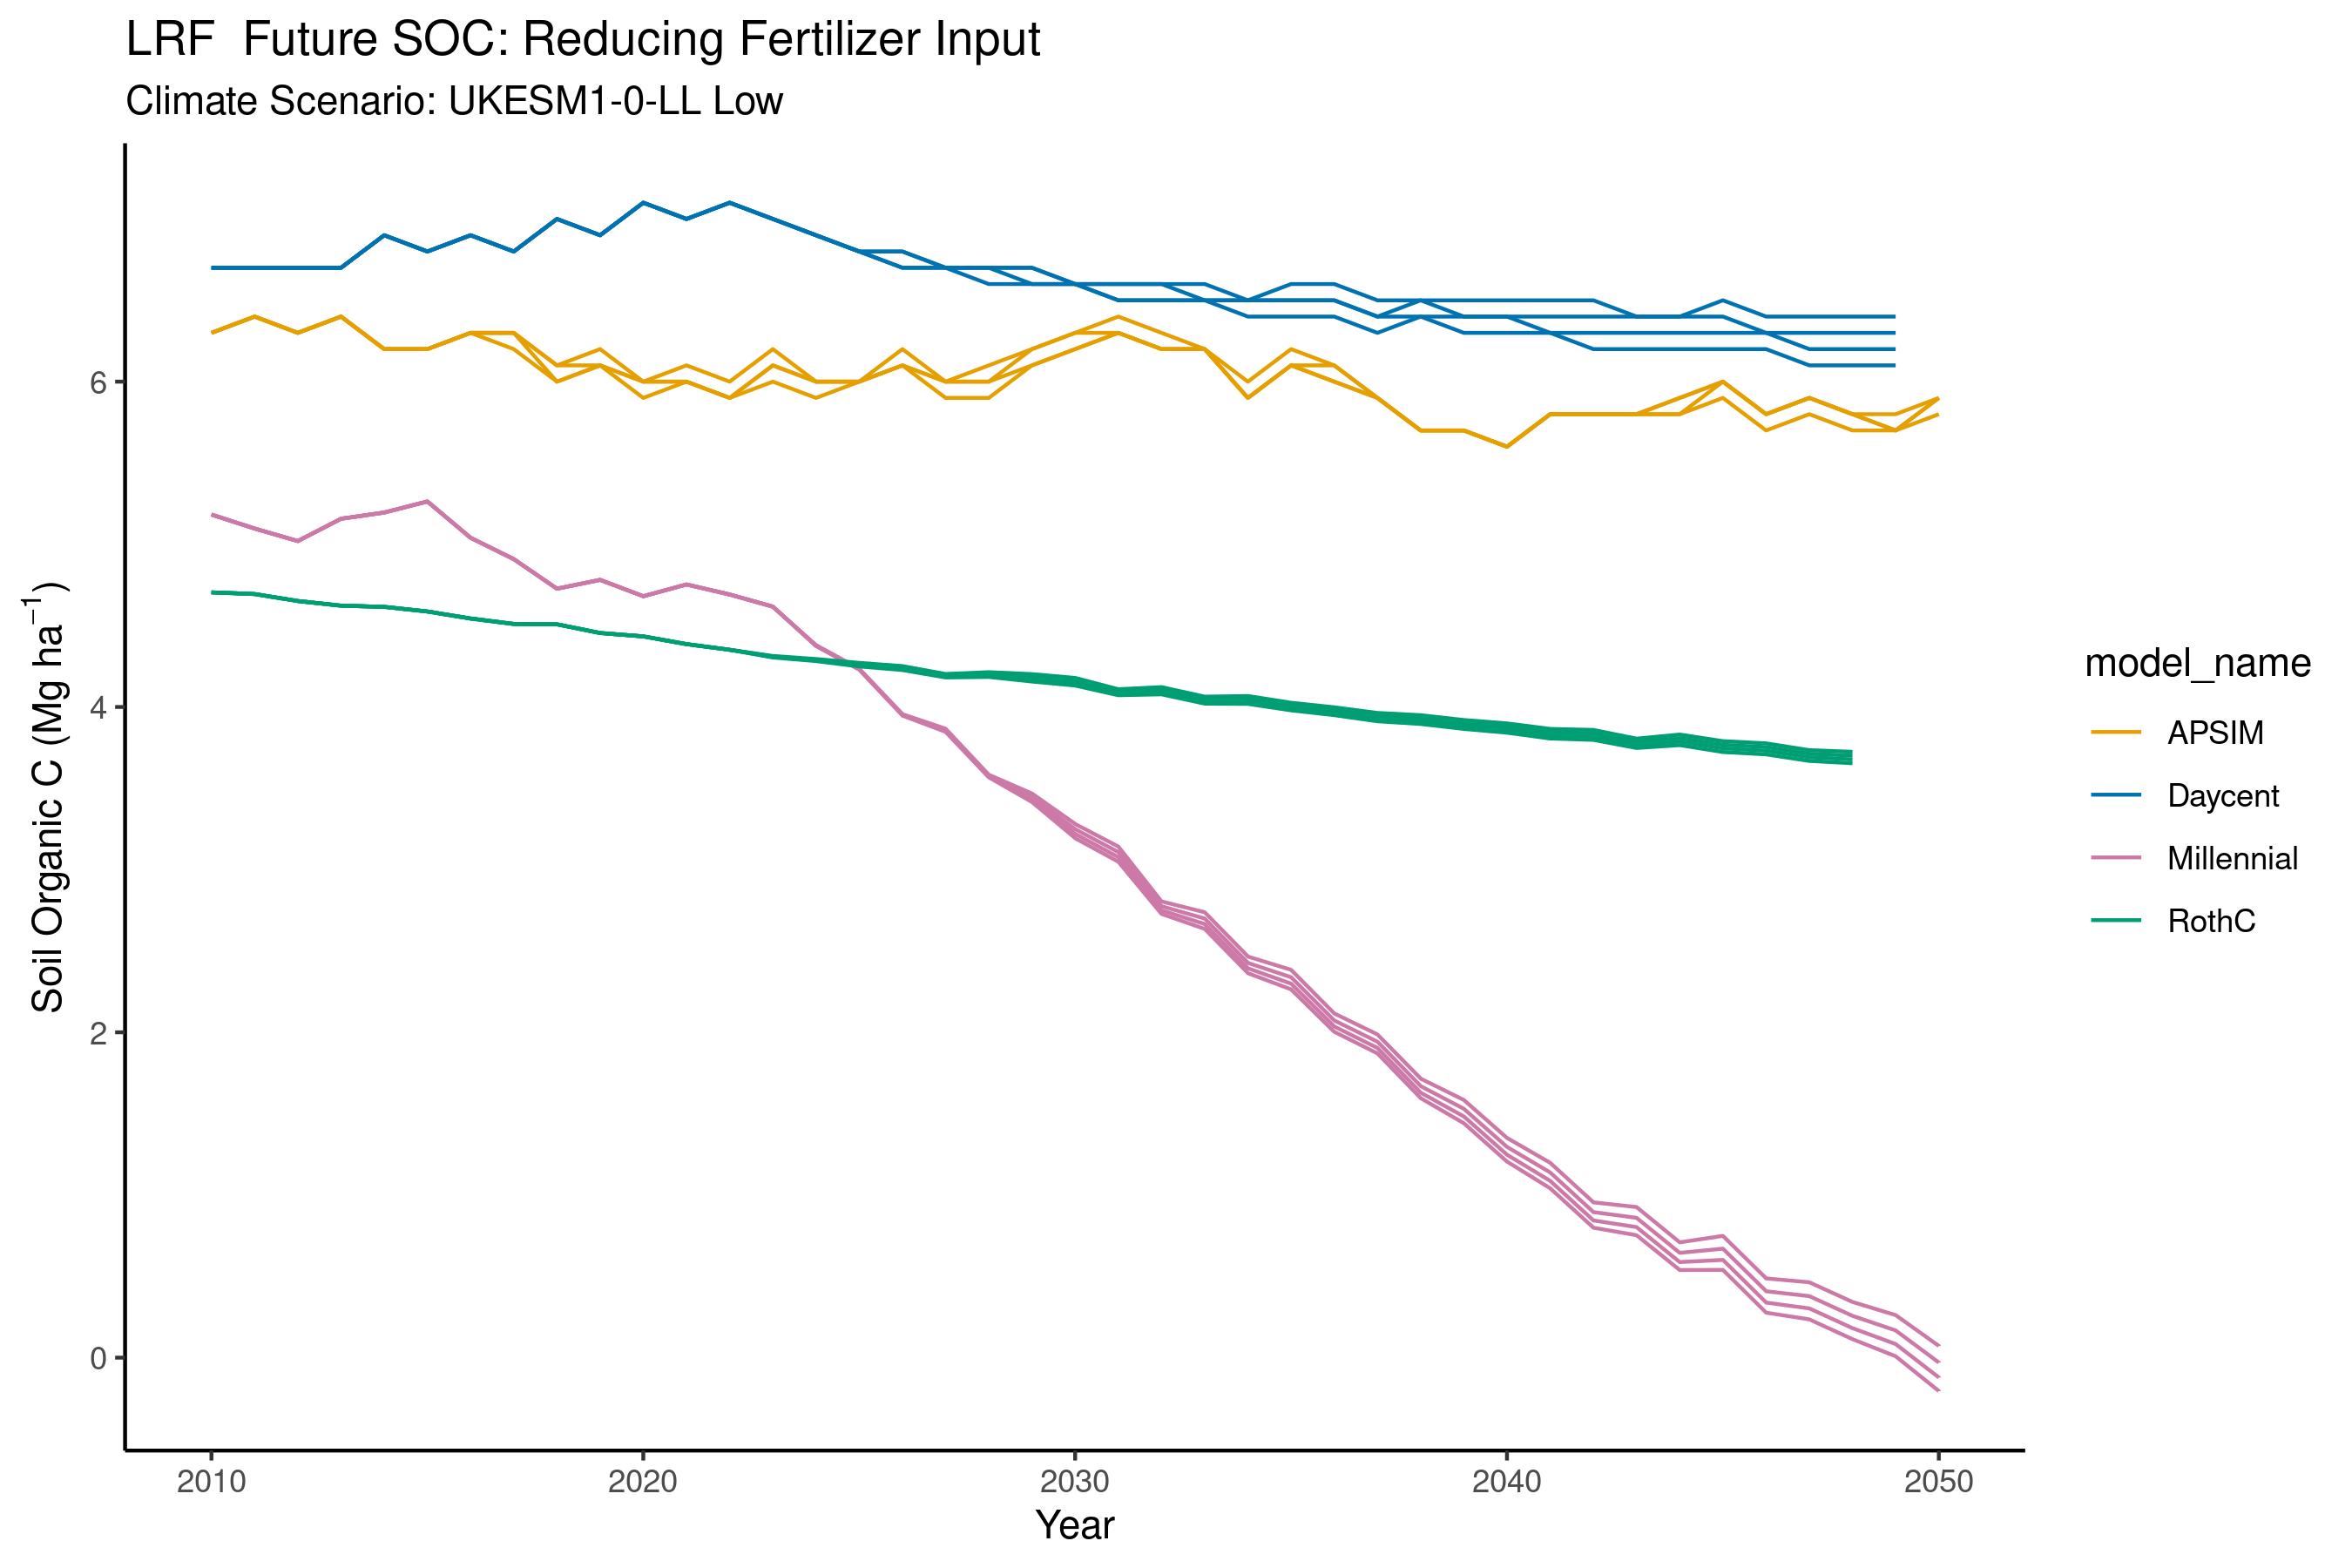 LRF  Future SOC: Reducing Fertilizer Input
Climate Scenario: UKESM1-0-LL Low
Soil Organic C (Mg ha⁻¹)
6
4
2
0
2010
2020
2030
2040
2050
Year
model_name
APSIM
Daycent
Millennial
RothC